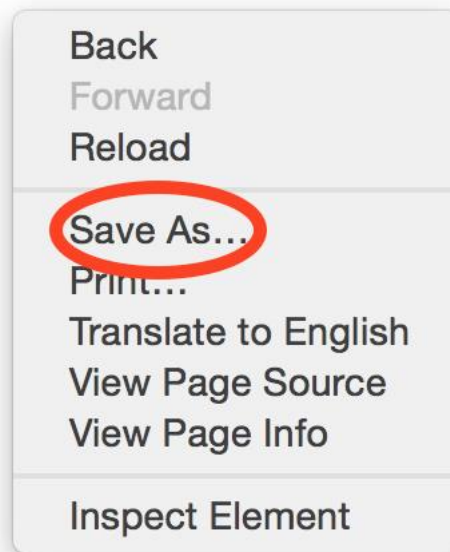 Back
Forward
Reload
Save As...
Print...
Translate to English
View Page Source
View Page Info
Inspect Element